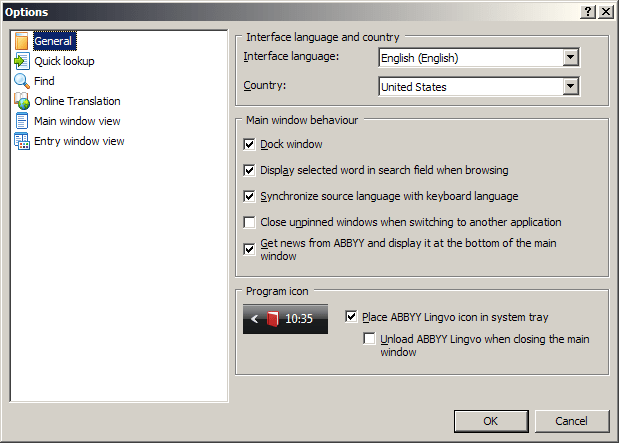 Options
General
Quick lookup
Find
Online Translation
Main window view
Entry window view
Interface language and country
Interface language:
English (English)
Country:
United States
Main window behaviour
Dock window
Display selected word in search field when browsing
Synchronize source language with keyboard language
Close unpinned windows when switching to another application
Get news from ABBYY and display it at the bottom of the main
window
Program icon
< 10:35
Place ABBYY Lingvo icon in system tray
Unload ABBYY Lingvo when closing the main
window
OK
Cancel